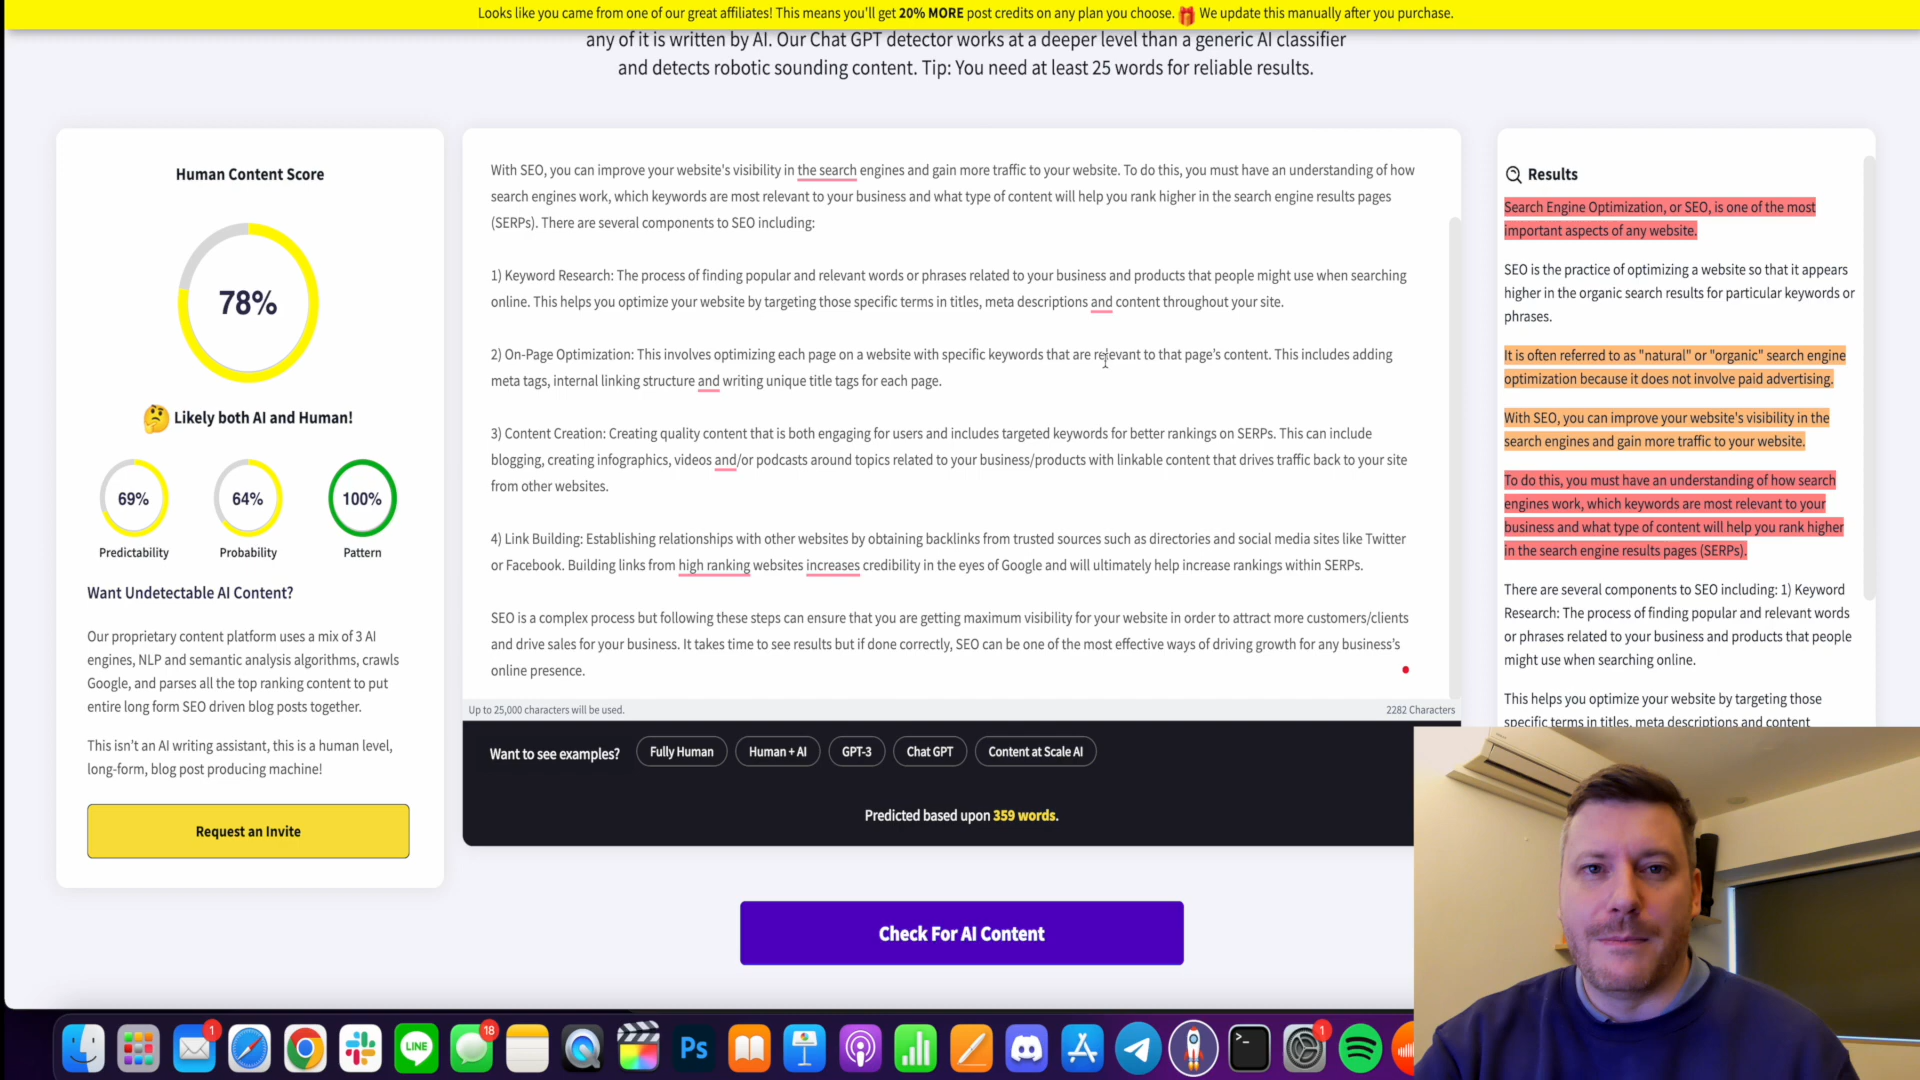 Looks like you came from one of our great affiliates! This means you'll get 20% MORE post credits on any plan you choose. 🎁 We update this manually after you purchase.
any of it is written by AI. Our Chat GPT detector works at a deeper level than a generic AI classifier
and detects robotic sounding content. Tip: You need at least 25 words for reliable results.
Human Content Score
78%
🤔 Likely both AI and Human!
69%
64%
100%
Predictability
Probability
Pattern
Want Undetectable AI Content?
Our proprietary content platform uses a mix of 3 AI
engines, NLP and semantic analysis algorithms, crawls
Google, and parses all the top ranking content to put
entire long form SEO driven blog posts together.
This isn't an AI writing assistant, this is a human level,
long-form, blog post producing machine!
Request an Invite
With SEO, you can improve your website's visibility in the search engines and gain more traffic to your website. To do this, you must have an understanding of how
search engines work, which keywords are most relevant to your business and what type of content will help you rank higher in the search engine results pages
(SERPs). There are several components to SEO including:
1) Keyword Research: The process of finding popular and relevant words or phrases related to your business and products that people might use when searching
online. This helps you optimize your website by targeting those specific terms in titles, meta descriptions and content throughout your site.
2) On-Page Optimization: This involves optimizing each page on a website with specific keywords that are relevant to that page's content. This includes adding
meta tags, internal linking structure and writing unique title tags for each page.
3) Content Creation: Creating quality content that is both engaging for users and includes targeted keywords for better rankings on SERPs. This can include
blogging, creating infographics, videos and/or podcasts around topics related to your business/products with linkable content that drives traffic back to your site
from other websites.
4) Link Building: Establishing relationships with other websites by obtaining backlinks from trusted sources such as directories and social media sites like Twitter
or Facebook. Building links from high ranking websites increases credibility in the eyes of Google and will ultimately help increase rankings within SERPs.
SEO is a complex process but following these steps can ensure that you are getting maximum visibility for your website in order to attract more customers/clients
and drive sales for your business. It takes time to see results but if done correctly, SEO can be one of the most effective ways of driving growth for any business's
online presence.
Up to 25,000 characters will be used.
2282 Characters
Want to see examples?
Fully Human
Human + AI
GPT-3
Chat GPT
Content at Scale AI
Predicted based upon 359 words.
Check For AI Content
Results
Search Engine Optimization, or SEO, is one of the most
important aspects of any website.
SEO is the practice of optimizing a website so that it appears
higher in the organic search results for particular keywords or
phrases.
It is often referred to as "natural" or "organic" search engine
optimization because it does not involve paid advertising.
With SEO, you can improve your website's visibility in the
search engines and gain more traffic to your website.
To do this, you must have an understanding of how search
engines work, which keywords are most relevant to your
business and what type of content will help you rank higher
in the search engine results pages (SERPs).
There are several components to SEO including: 1) Keyword
Research: The process of finding popular and relevant words
or phrases related to your business and products that people
might use when searching online.
This helps you optimize your website by targeting those
specific terms in titles, meta descriptions and content
1
LINE
18
Ps
1